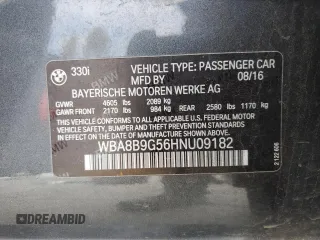 BMW
330i VEHICLE TYPE: PASSENGER CAR
08/16
BAYERISCHE MOTOREN WERKE AG
GVWR 4605 lbs 2089 kg
GAWR FRONT 2170 lbs 984 kg REAR 2580 lbs 1170 kg
THIS VEHICLE CONFORMS TO ALL APPLICABLE FEDERAL MOTOR VEHICLE
SAFETY, BUMPER, AND THEFT PREVENTION STANDARDS IN EFFECT ON THE
DATE OF MANUFACTURE SHOWN ABOVE.
WBA8B9G56HNU09182
DREAMBID